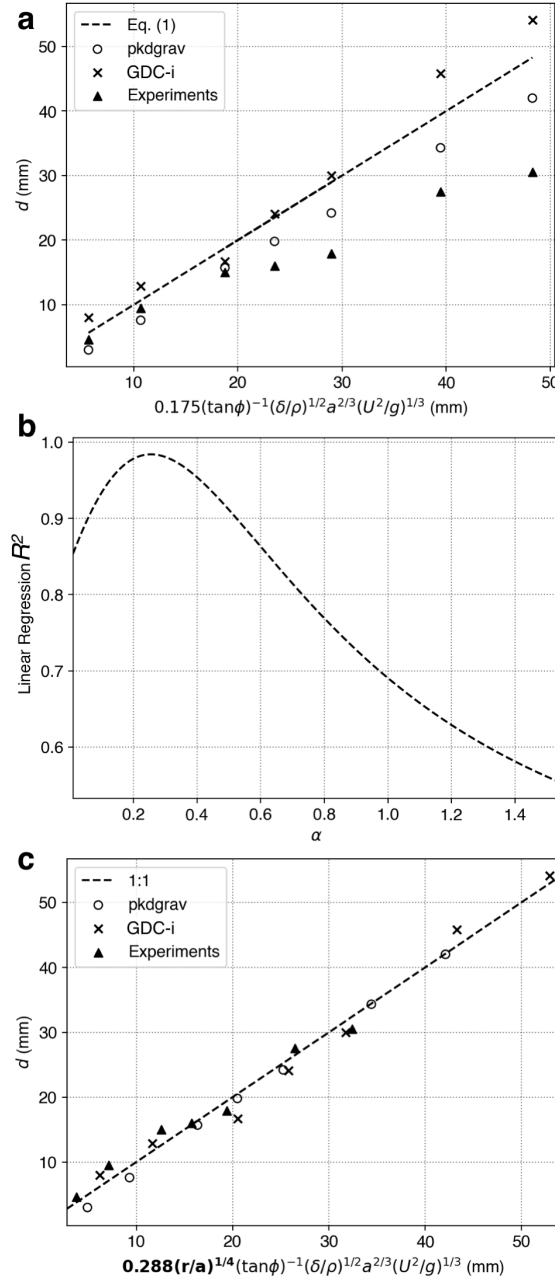 a
Eq. (1)
pkdgrav
GDC-i
Experiments
50
40
30
20
10
d (mm)
10 20 30 40 50
0.175(tanϕ)⁻¹(δ/ρ)¹/²a²/³(U²/g)¹/³ (mm)
b
1.0
0.9
0.8
0.7
0.6
Linear Regression R²
0.2 0.4 0.6 0.8 1.0 1.2 1.4
α
c
1:1
pkdgrav
GDC-i
Experiments
50
40
30
20
10
d (mm)
10 20 30 40 50
0.288(r/a)¹/⁴(tanϕ)⁻¹(δ/ρ)¹/²a²/³(U²/g)¹/³ (mm)